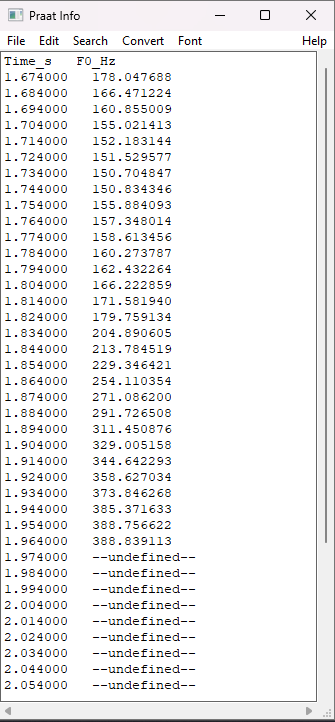 Praat Info
File Edit Search Convert Font Help
Time_s F0_Hz
1.674000 178.047688
1.684000 166.471224
1.694000 160.855009
1.704000 155.021413
1.714000 152.183144
1.724000 151.529577
1.734000 150.704847
1.744000 150.834346
1.754000 155.884093
1.764000 157.348014
1.774000 158.613456
1.784000 160.273787
1.794000 162.432264
1.804000 166.222859
1.814000 171.581940
1.824000 179.759134
1.834000 204.890605
1.844000 213.784519
1.854000 229.346421
1.864000 254.110354
1.874000 271.086200
1.884000 291.726508
1.894000 311.450876
1.904000 329.005158
1.914000 344.642293
1.924000 358.627034
1.934000 373.846268
1.944000 385.371633
1.954000 388.756622
1.964000 388.839113
1.974000 --undefined--
1.984000 --undefined--
1.994000 --undefined--
2.004000 --undefined--
2.014000 --undefined--
2.024000 --undefined--
2.034000 --undefined--
2.044000 --undefined--
2.054000 --undefined--